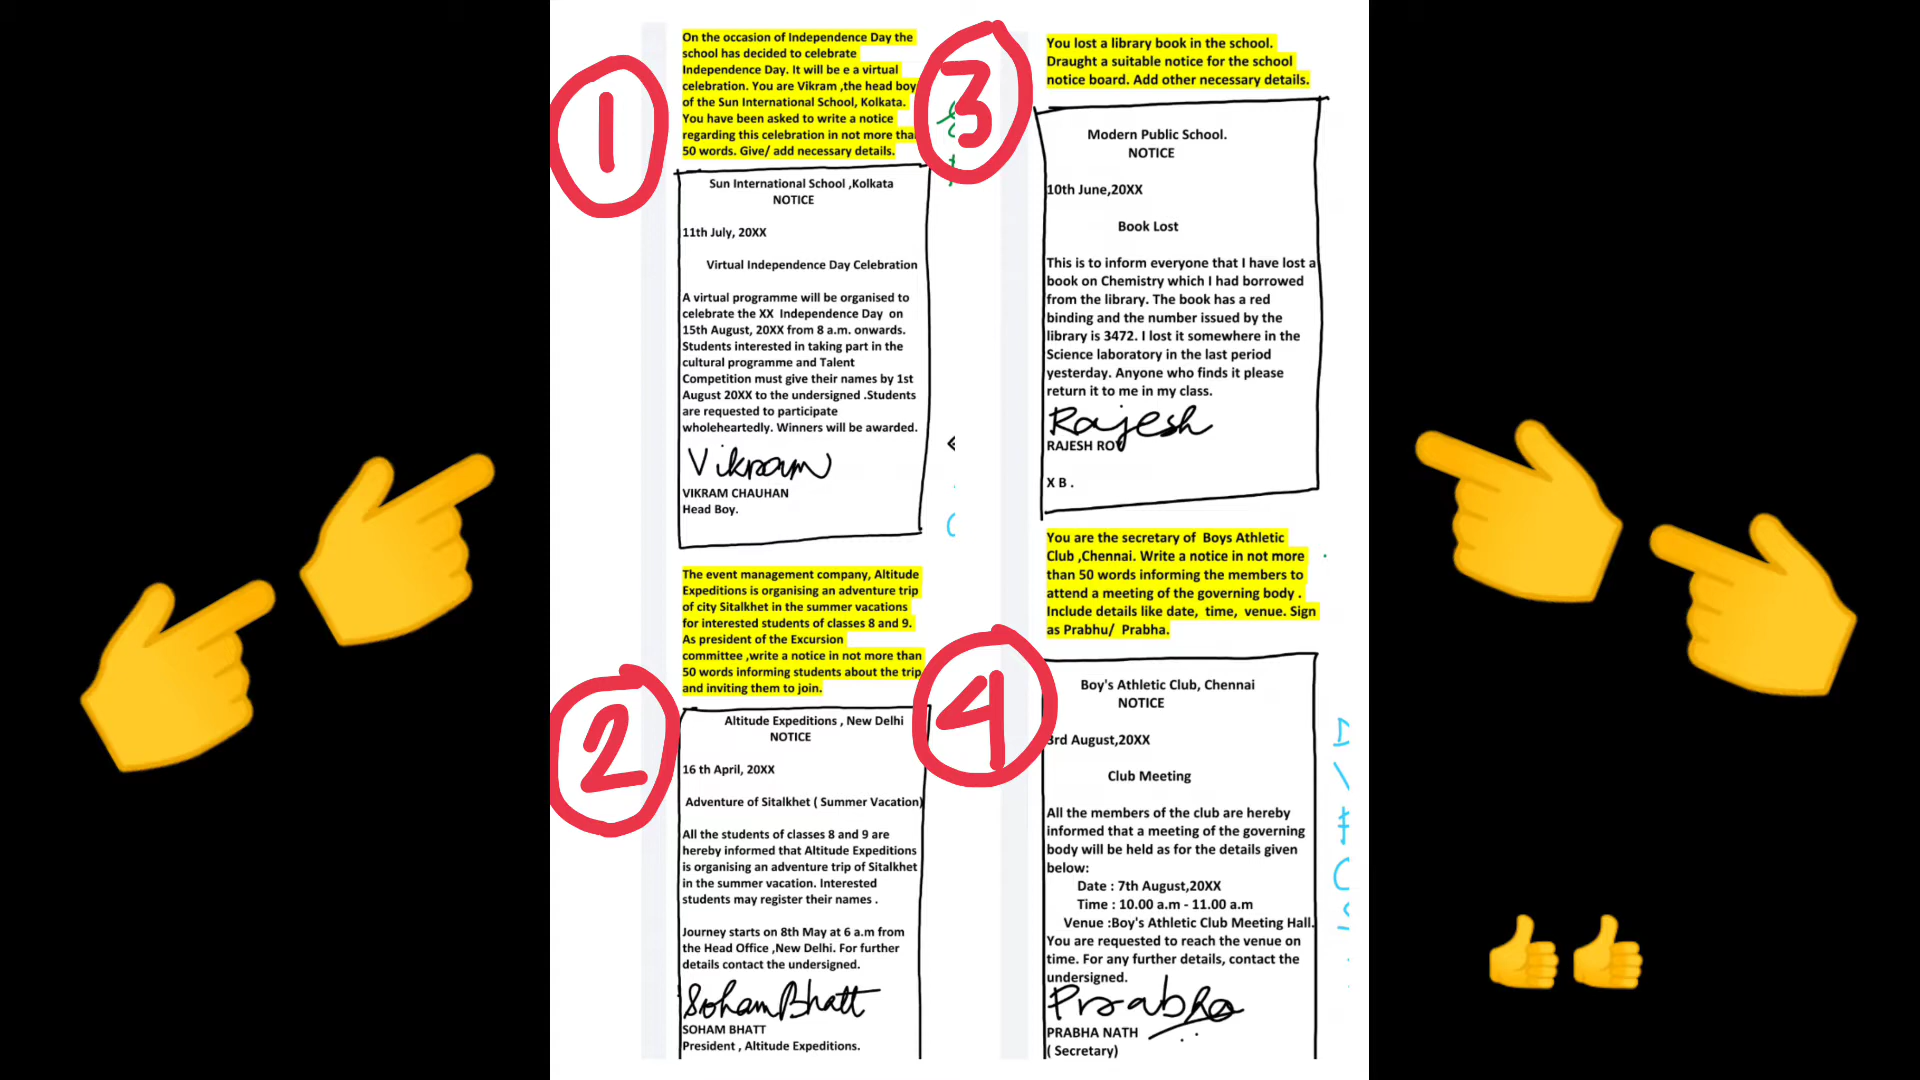 1
On the occasion of Independence Day the
school has decided to celebrate
Independence Day. It will be e a virtual
celebration. You are Vikram ,the head boy
of the Sun International School, Kolkata.
You have been asked to write a notice
regarding this celebration in not more
50 words. Give/ add necessary details.
Sun International School ,Kolkata
NOTICE
11th July, 20XX
Virtual Independence Day Celebration
A virtual programme will be organised to
celebrate the XX Independence Day on
15th August, 20XX from 8 a.m. onwards.
Students interested in taking part in the
cultural programme and Talent
Competition must give their names by 1st
August 20XX to the undersigned .Students
are requested to participate
wholeheartedly. Winners will be awarded.
Vikram
VIKRAM CHAUHAN
Head Boy.
2
The event management company, Altitude
Expeditions is organising an adventure trip
of city Sitalkhet in the summer vacations
for interested students of classes 8 and 9.
As president of the Excursion
committee ,write a notice in not more than
50 words informing students about the trip
and inviting them to join.
Altitude Expeditions , New Delhi
NOTICE
16 th April, 20XX
Adventure of Sitalkhet ( Summer Vacation)
All the students of classes 8 and 9 are
hereby informed that Altitude Expeditions
is organising an adventure trip of Sitalkhet
in the summer vacation. Interested
students may register their names .
Journey starts on 8th May at 6 a.m from
the Head Office ,New Delhi. For further
details contact the undersigned.
Soham Bhatt
SOHAM BHATT
President , Altitude Expeditions.
3
You lost a library book in the school.
Draught a suitable notice for the school
notice board. Add other necessary details.
Modern Public School.
NOTICE
10th June,20XX
Book Lost
This is to inform everyone that I have lost a
book on Chemistry which I had borrowed
from the library. The book has a red
binding and the number issued by the
library is 3472. I lost it somewhere in the
Science laboratory in the last period
yesterday. Anyone who finds it please
return it to me in my class.
Rajesh
RAJESH ROY
X B .
4
You are the secretary of Boys Athletic
Club ,Chennai. Write a notice in not more
than 50 words informing the members to
attend a meeting of the governing body .
Include details like date, time, venue. Sign
as Prabhu/ Prabha.
Boy's Athletic Club, Chennai
NOTICE
3rd August,20XX
Club Meeting
All the members of the club are hereby
informed that a meeting of the governing
body will be held as for the details given
below:
Date : 7th August,20XX
Time : 10.00 a.m - 11.00 a.m
Venue :Boy's Athletic Club Meeting Hall.
You are requested to reach the venue on
time. For any further details, contact the
undersigned.
Prabha
PRABHA NATH
( Secretary)